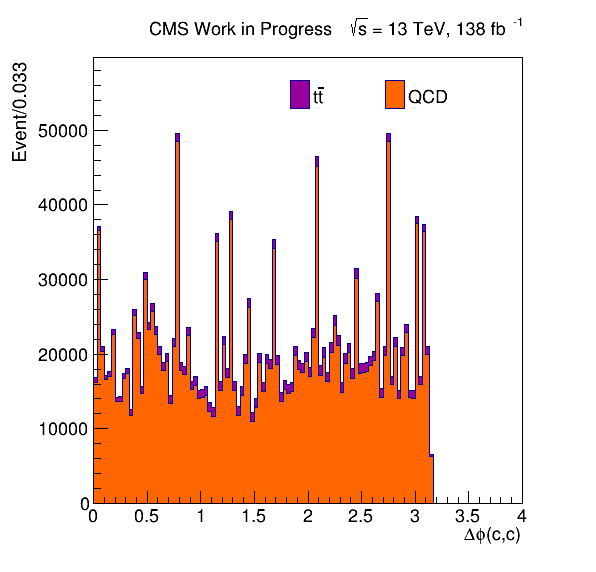 CMS Work in Progress √s = 13 TeV, 138 fb⁻¹
Event/0.033
tt̄ QCD
50000
40000
30000
20000
10000
0
0 0.5 1 1.5 2 2.5 3 3.5 4
Δϕ(c,c)